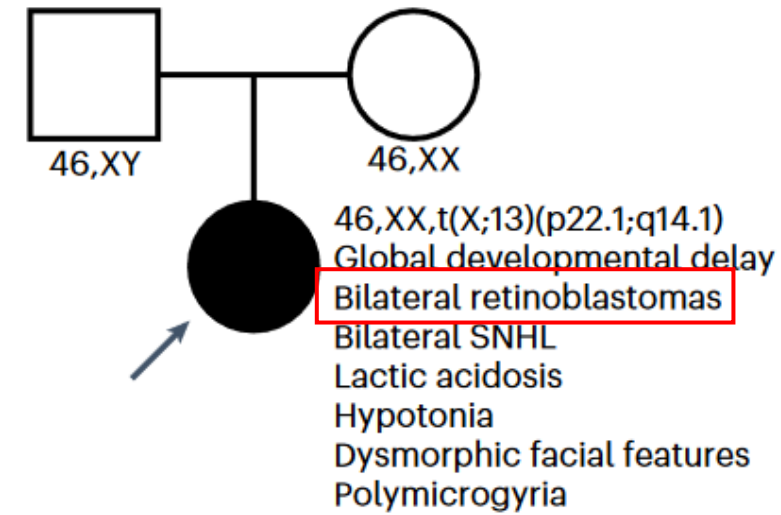 46,XY
46,XX
46,XX,t(X;13)(p22.1;q14.1)
Global developmental delay
Bilateral retinoblastomas
Bilateral SNHL
Lactic acidosis
Hypotonia
Dysmorphic facial features
Polymicrogyria